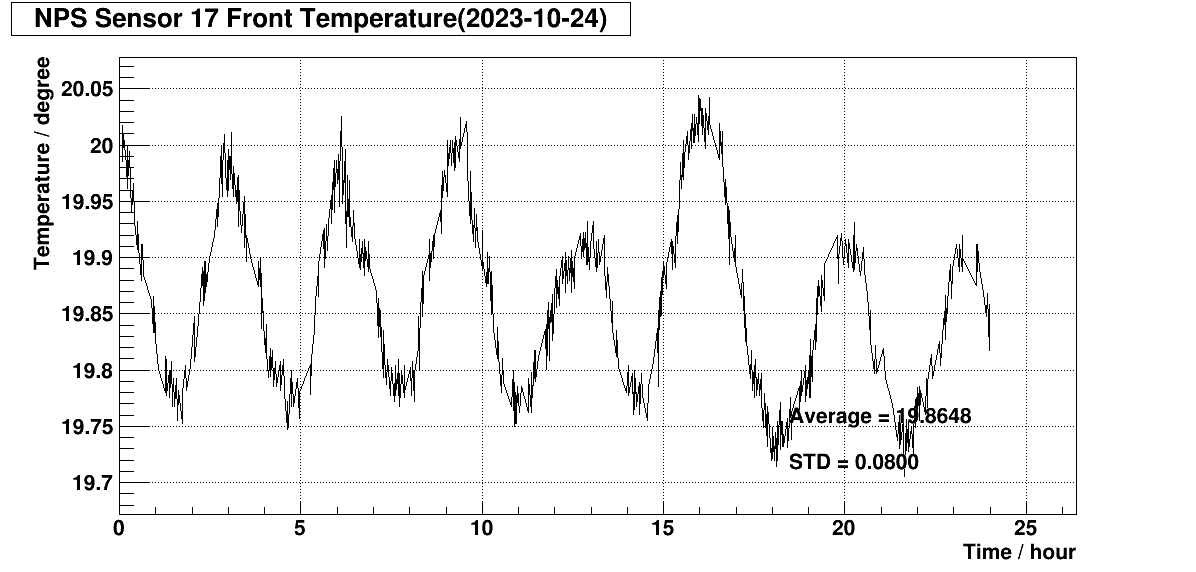 NPS Sensor 17 Front Temperature(2023-10-24)
Temperature / degree
20.05
20
19.95
19.9
19.85
19.8
19.75
19.7
Average = 19.8648
STD = 0.0800
0 5 10 15 20 25
Time / hour